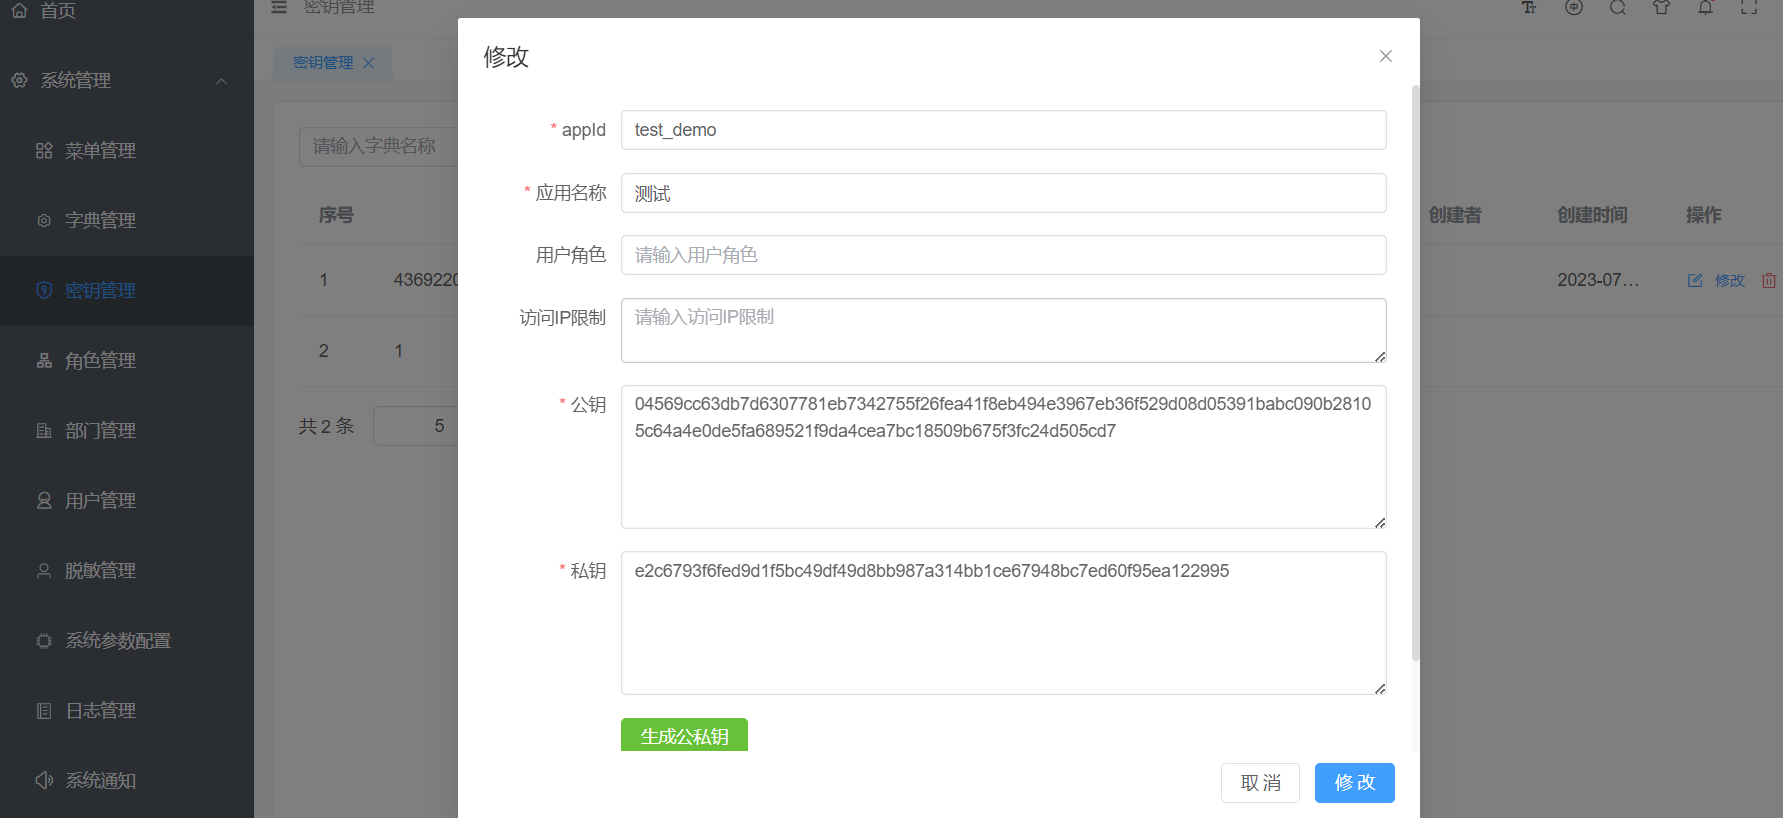 首页
系统管理
菜单管理
字典管理
密钥管理
角色管理
部门管理
用户管理
脱敏管理
系统参数配置
日志管理
系统通知
密钥管理
密钥管理
请输入字典名称
序号
创建者
创建时间
操作
1
4369220
2023-07...
修改
2
1
共 2 条
5
修改
* appId
test_demo
* 应用名称
测试
用户角色
请输入用户角色
访问IP限制
请输入访问IP限制
* 公钥
04569cc63db7d6307781eb7342755f26fea41f8eb494e3967eb36f529d08d05391babc090b2810
5c64a4e0de5fa689521f9da4cea7bc18509b675f3fc24d505cd7
* 私钥
e2c6793f6fed9d1f5bc49df49d8bb987a314bb1ce67948bc7ed60f95ea122995
生成公私钥
取消
修改